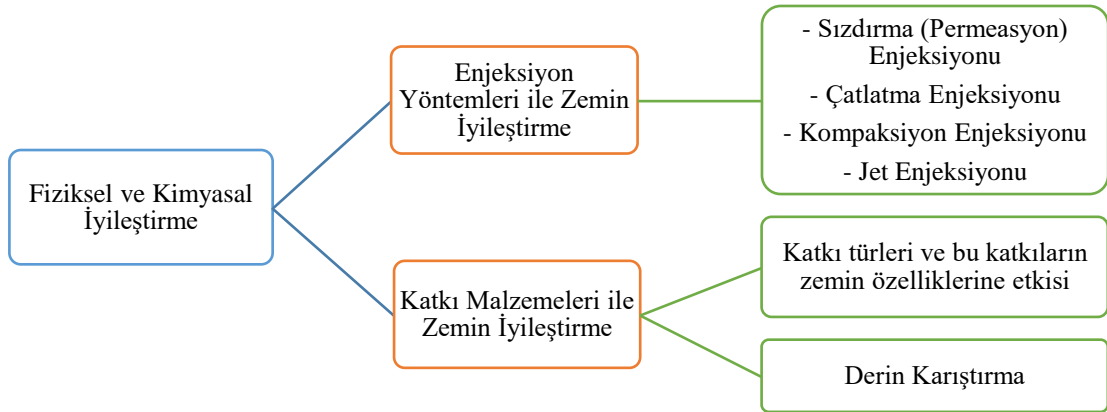 Fiziksel ve Kimyasal
İyileştirme
Enjeksiyon
Yöntemleri ile Zemin
İyileştirme
- Sızdırma (Permeasyon)
Enjeksiyonu
- Çatlatma Enjeksiyonu
- Kompaksiyon Enjeksiyonu
- Jet Enjeksiyonu
Katkı Malzemeleri ile
Zemin İyileştirme
Katkı türleri ve bu katkıların
zemin özelliklerine etkisi
Derin Karıştırma